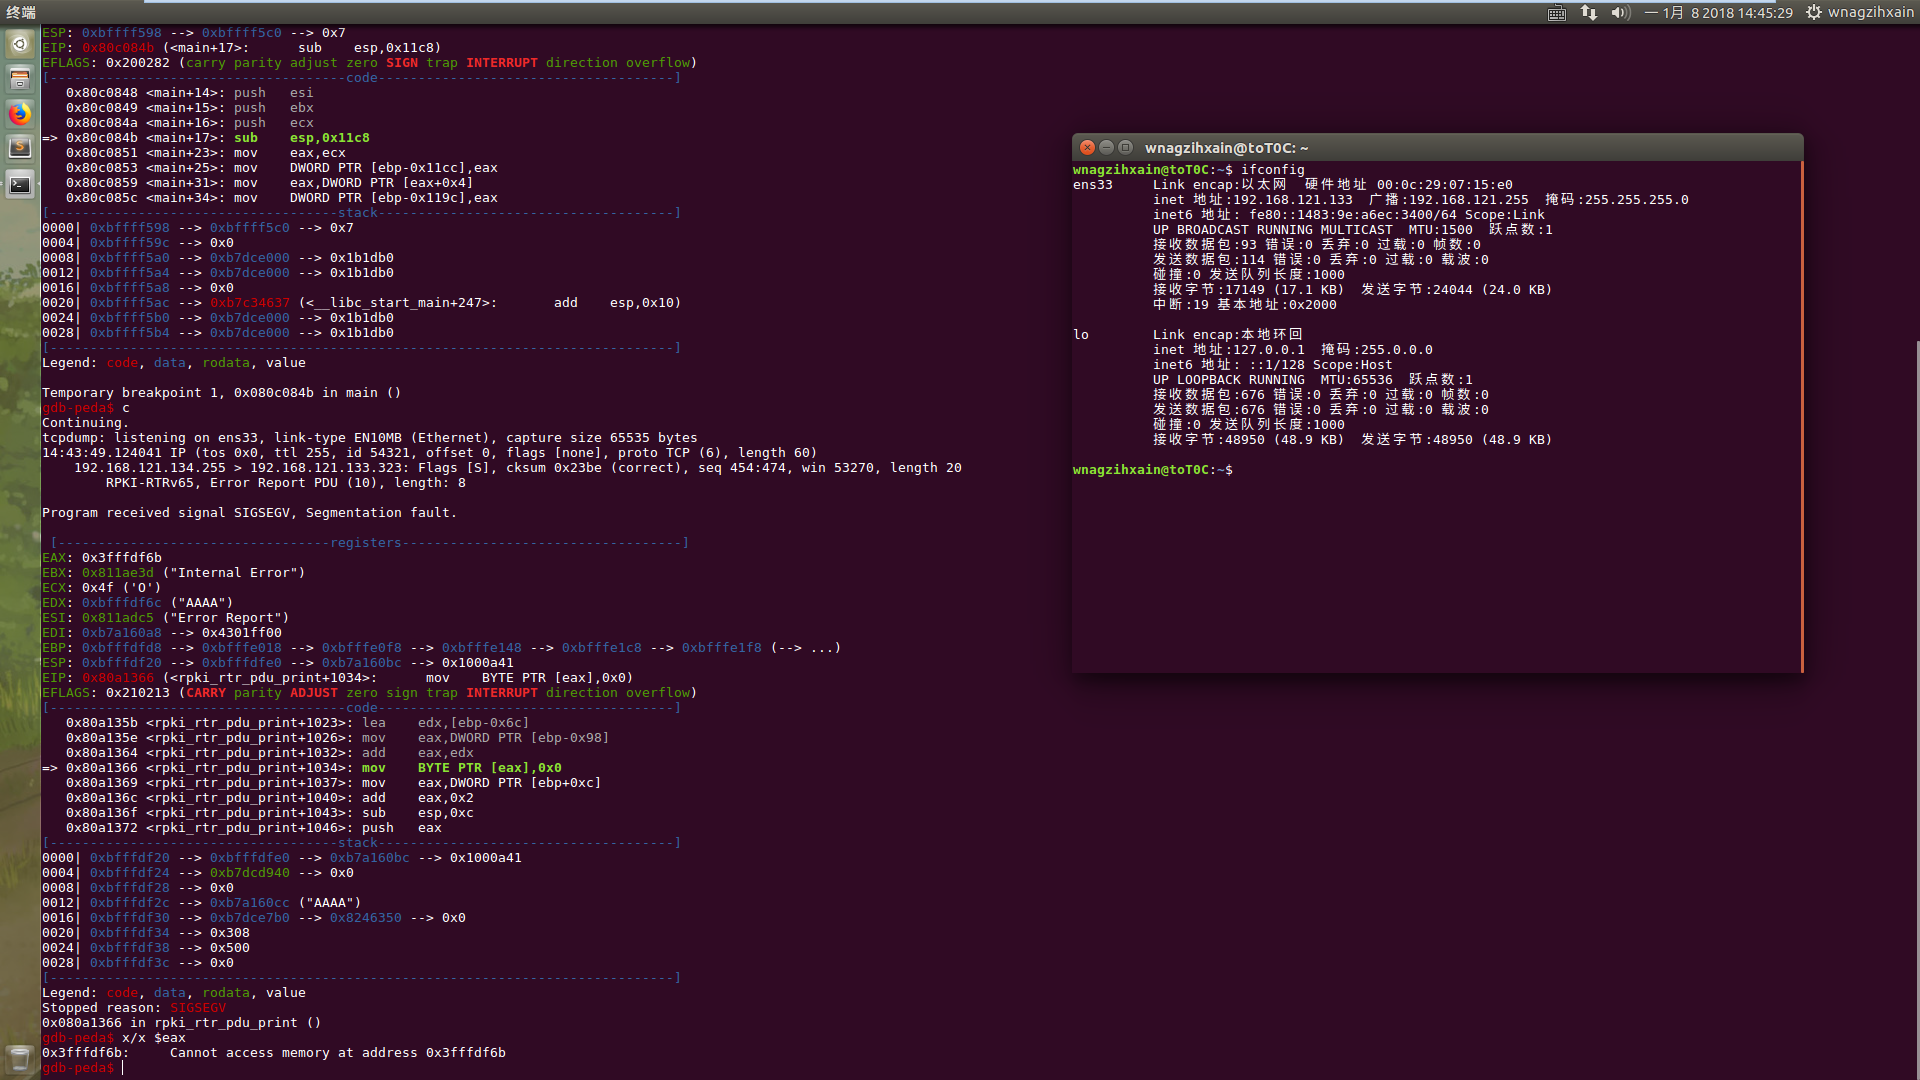 终端
一 1月 8 2018 14:45:29 wnagzihxain
ESP: 0xbffff598 --> 0xbffff5c0 --> 0x7
EIP: 0x80c084b (<main+17>: sub esp,0x11c8)
EFLAGS: 0x200282 (carry parity adjust zero SIGN trap INTERRUPT direction overflow)
[-------------------------------------code-------------------------------------]
0x80c0848 <main+14>: push esi
0x80c0849 <main+15>: push ebx
0x80c084a <main+16>: push ecx
=> 0x80c084b <main+17>: sub esp,0x11c8
0x80c0851 <main+23>: mov eax,ecx
0x80c0853 <main+25>: mov DWORD PTR [ebp-0x11cc],eax
0x80c0859 <main+31>: mov eax,DWORD PTR [eax+0x4]
0x80c085c <main+34>: mov DWORD PTR [ebp-0x119c],eax
[------------------------------------stack-------------------------------------]
0000| 0xbffff598 --> 0xbffff5c0 --> 0x7
0004| 0xbffff59c --> 0x0
0008| 0xbffff5a0 --> 0xb7dce000 --> 0x1b1db0
0012| 0xbffff5a4 --> 0xb7dce000 --> 0x1b1db0
0016| 0xbffff5a8 --> 0x0
0020| 0xbffff5ac --> 0xb7c34637 (<__libc_start_main+247>: add esp,0x10)
0024| 0xbffff5b0 --> 0xb7dce000 --> 0x1b1db0
0028| 0xbffff5b4 --> 0xb7dce000 --> 0x1b1db0
[------------------------------------------------------------------------------]
Legend: code, data, rodata, value
Temporary breakpoint 1, 0x080c084b in main ()
gdb-peda$ c
Continuing.
tcpdump: listening on ens33, link-type EN10MB (Ethernet), capture size 65535 bytes
14:43:49.124041 IP (tos 0x0, ttl 255, id 54321, offset 0, flags [none], proto TCP (6), length 60)
192.168.121.134.255 > 192.168.121.133.323: Flags [S], cksum 0x23be (correct), seq 454:474, win 53270, length 20
RPKI-RTRv65, Error Report PDU (10), length: 8
Program received signal SIGSEGV, Segmentation fault.
[----------------------------------registers-----------------------------------]
EAX: 0x3fffdf6b
EBX: 0x811ae3d ("Internal Error")
ECX: 0x4f ('O')
EDX: 0xbfffdf6c ("AAAA")
ESI: 0x811adc5 ("Error Report")
EDI: 0xb7a160a8 --> 0x4301ff00
EBP: 0xbfffdfd8 --> 0xbfffe018 --> 0xbfffe0f8 --> 0xbfffe148 --> 0xbfffe1c8 --> 0xbfffe1f8 (--> ...)
ESP: 0xbfffdf20 --> 0xbfffdfe0 --> 0xb7a160bc --> 0x1000a41
EIP: 0x80a1366 (<rpki_rtr_pdu_print+1034>: mov BYTE PTR [eax],0x0)
EFLAGS: 0x210213 (CARRY parity ADJUST zero sign trap INTERRUPT direction overflow)
[-------------------------------------code-------------------------------------]
0x80a135b <rpki_rtr_pdu_print+1023>: lea edx,[ebp-0x6c]
0x80a135e <rpki_rtr_pdu_print+1026>: mov eax,DWORD PTR [ebp-0x98]
0x80a1364 <rpki_rtr_pdu_print+1032>: add eax,edx
=> 0x80a1366 <rpki_rtr_pdu_print+1034>: mov BYTE PTR [eax],0x0
0x80a1369 <rpki_rtr_pdu_print+1037>: mov eax,DWORD PTR [ebp+0xc]
0x80a136c <rpki_rtr_pdu_print+1040>: add eax,0x2
0x80a136f <rpki_rtr_pdu_print+1043>: sub esp,0xc
0x80a1372 <rpki_rtr_pdu_print+1046>: push eax
[------------------------------------stack-------------------------------------]
0000| 0xbfffdf20 --> 0xbfffdfe0 --> 0xb7a160bc --> 0x1000a41
0004| 0xbfffdf24 --> 0xb7dcd940 --> 0x0
0008| 0xbfffdf28 --> 0x0
0012| 0xbfffdf2c --> 0xb7a160cc ("AAAA")
0016| 0xbfffdf30 --> 0xb7dce7b0 --> 0x8246350 --> 0x0
0020| 0xbfffdf34 --> 0x308
0024| 0xbfffdf38 --> 0x500
0028| 0xbfffdf3c --> 0x0
[------------------------------------------------------------------------------]
Legend: code, data, rodata, value
Stopped reason: SIGSEGV
0x080a1366 in rpki_rtr_pdu_print ()
gdb-peda$ x/x $eax
0x3fffdf6b: Cannot access memory at address 0x3fffdf6b
gdb-peda$
wnagzihxain@toT0C: ~
wnagzihxain@toT0C:~$ ifconfig
ens33 Link encap:以太网 硬件地址 00:0c:29:07:15:e0
inet 地址:192.168.121.133 广播:192.168.121.255 掩码:255.255.255.0
inet6 地址: fe80::1483:9e:a6ec:3400/64 Scope:Link
UP BROADCAST RUNNING MULTICAST MTU:1500 跃点数:1
接收数据包:93 错误:0 丢弃:0 过载:0 帧数:0
发送数据包:114 错误:0 丢弃:0 过载:0 载波:0
碰撞:0 发送队列长度:1000
接收字节:17149 (17.1 KB) 发送字节:24044 (24.0 KB)
中断:19 基本地址:0x2000
lo Link encap:本地环回
inet 地址:127.0.0.1 掩码:255.0.0.0
inet6 地址: ::1/128 Scope:Host
UP LOOPBACK RUNNING MTU:65536 跃点数:1
接收数据包:676 错误:0 丢弃:0 过载:0 帧数:0
发送数据包:676 错误:0 丢弃:0 过载:0 载波:0
碰撞:0 发送队列长度:1000
接收字节:48950 (48.9 KB) 发送字节:48950 (48.9 KB)
wnagzihxain@toT0C:~$